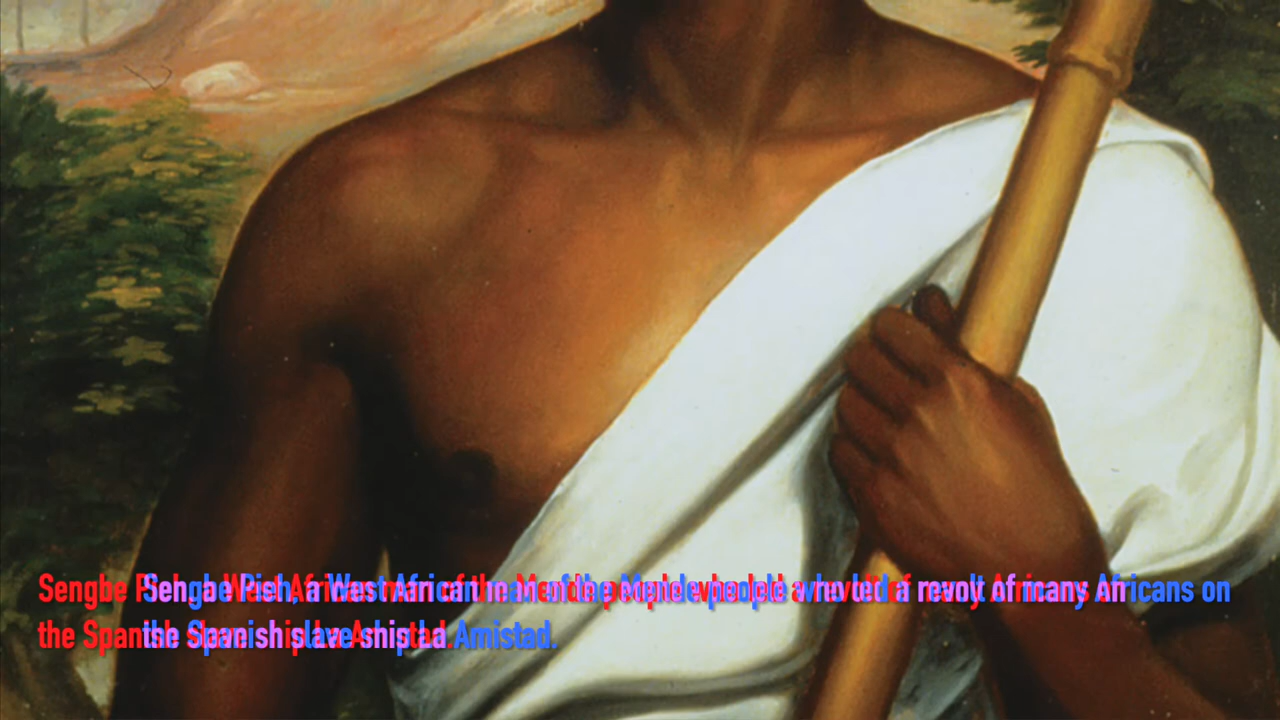 Sengbe Pieh, a West African man of the Mende people who led a revolt of many Africans on
the Spanish slave ship La Amistad.